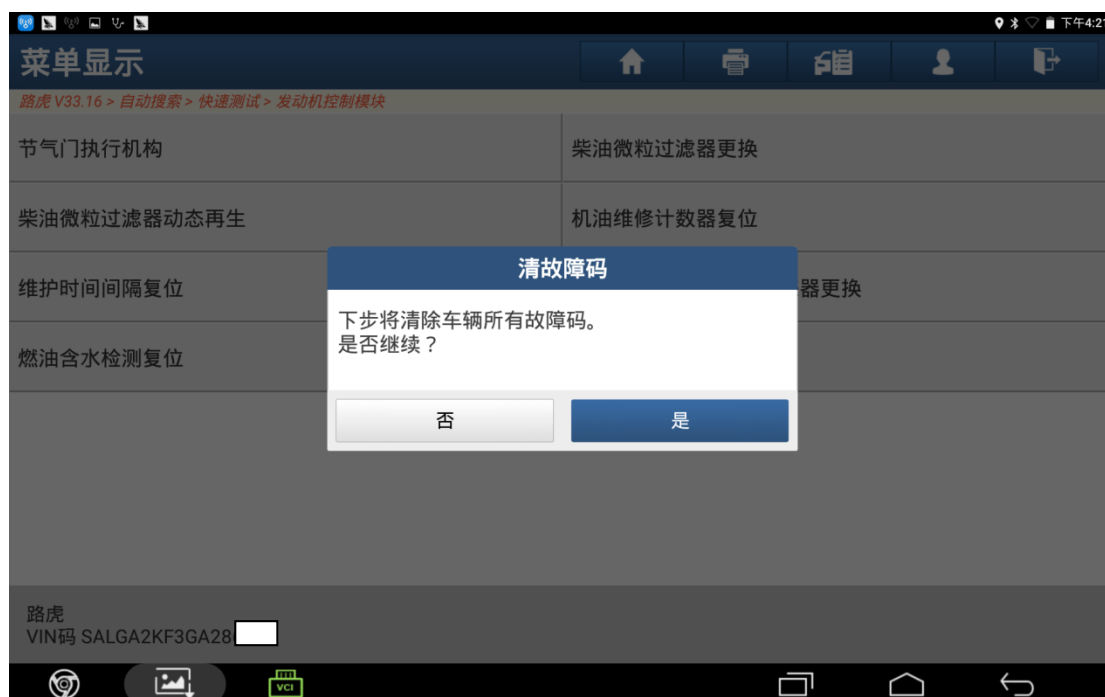 下午4:21
菜单显示
路虎 V33.16 > 自动搜索 > 快速测试 > 发动机控制模块
节气门执行机构
柴油微粒过滤器更换
柴油微粒过滤器动态再生
机油维修计数器复位
维护时间间隔复位
器更换
燃油含水检测复位
清故障码
下步将清除车辆所有故障码。
是否继续？
否
是
路虎
VIN码 SALGA2KF3GA28
VCI